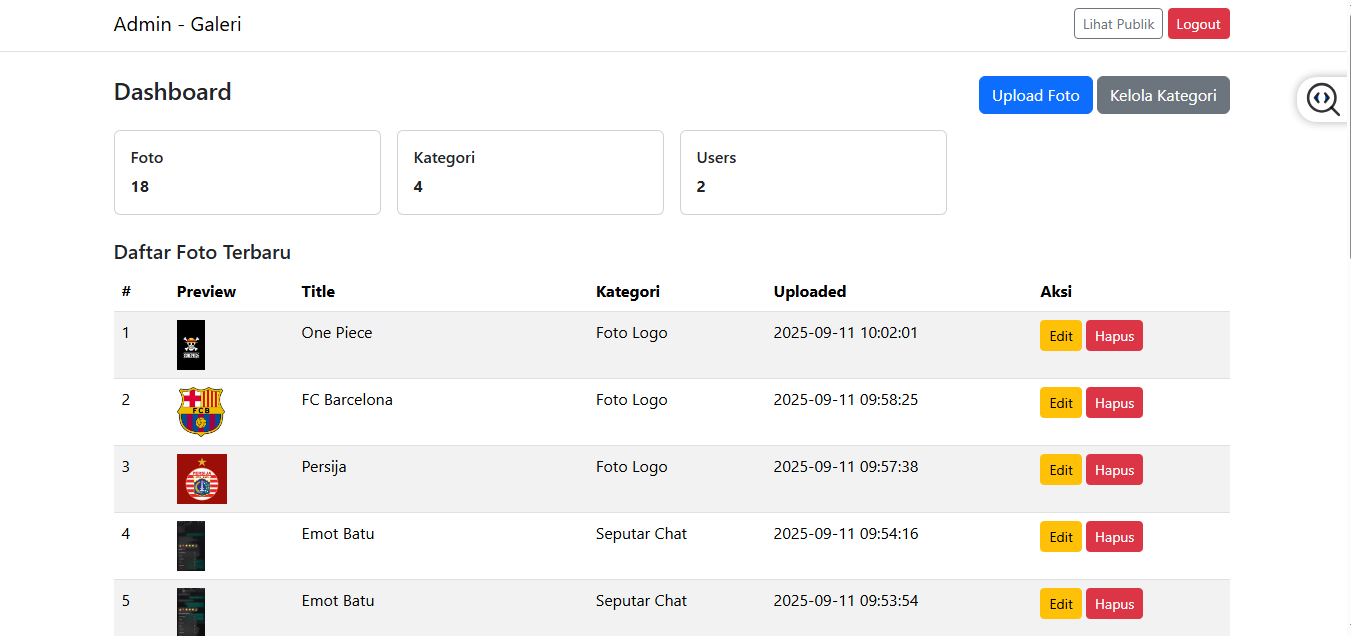 Admin - Galeri
Lihat Publik Logout
Dashboard
Upload Foto Kelola Kategori
Foto
18
Kategori
4
Users
2
Daftar Foto Terbaru
# Preview Title Kategori Uploaded Aksi
1 ONE PIECE One Piece Foto Logo 2025-09-11 10:02:01 Edit Hapus
2 FCB FC Barcelona Foto Logo 2025-09-11 09:58:25 Edit Hapus
3 PERSIJA Persija Foto Logo 2025-09-11 09:57:38 Edit Hapus
4 Emot Batu Seputar Chat 2025-09-11 09:54:16 Edit Hapus
5 Emot Batu Seputar Chat 2025-09-11 09:53:54 Edit Hapus